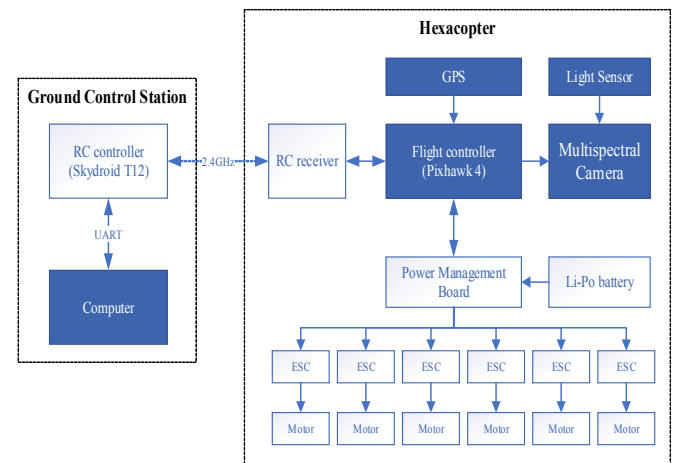 Hexacopter
GPS
Light Sensor
Ground Control Station
RC controller
(Skydroid T12)
2.4GHz
RC receiver
Flight controller
(Pixhawk 4)
Multispectral
Camera
UART
Computer
Power Management
Board
Li-Po battery
ESC
ESC
ESC
ESC
ESC
ESC
Motor
Motor
Motor
Motor
Motor
Motor